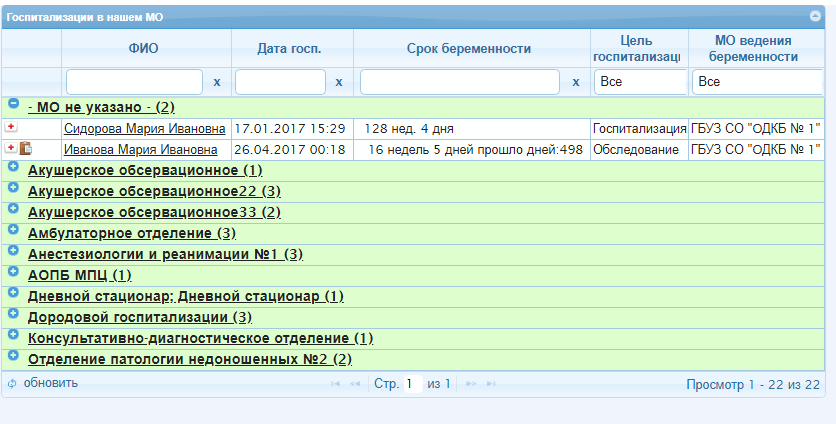 Госпитализации в нашем МО
ФИО Дата госп. Срок беременности Цель госпитализаци МО ведения беременности
x x x Все Все
- МО не указано - (2)
Сидорова Мария Ивановна 17.01.2017 15:29 128 нед. 4 дня Госпитализация ГБУЗ СО "ОДКБ № 1"
Иванова Мария Ивановна 26.04.2017 00:18 16 недель 5 дней прошло дней:498 Обследование ГБУЗ СО "ОДКБ № 1"
Акушерское обсервационное (1)
Акушерское обсервационное22 (3)
Акушерское обсервационное33 (2)
Амбулаторное отделение (3)
Анестезиологии и реанимации №1 (3)
АОПБ МПЦ (1)
Дневной стационар; Дневной стационар (1)
Дородовой госпитализации (3)
Консультативно-диагностическое отделение (1)
Отделение патологии недоношенных №2 (2)
обновить Стр. 1 из 1 Просмотр 1 - 22 из 22